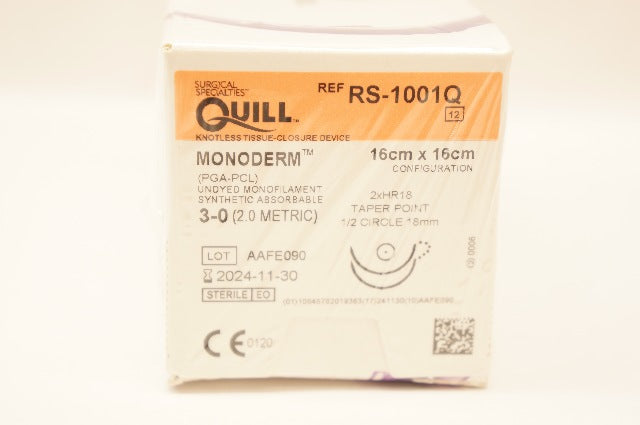 SURGICAL
SPECIALTIES™
QUILL™
KNOTLESS TISSUE-CLOSURE DEVICE
REF RS-1001Q
12
MONODERM™
(PGA-PCL)
UNDYED MONOFILAMENT
SYNTHETIC ABSORBABLE
3-0 (2.0 METRIC)
16cm x 16cm
CONFIGURATION
2xHR18
TAPER POINT
1/2 CIRCLE 18mm
LOT AAFE090
2024-11-30
STERILE EO
CE 0120